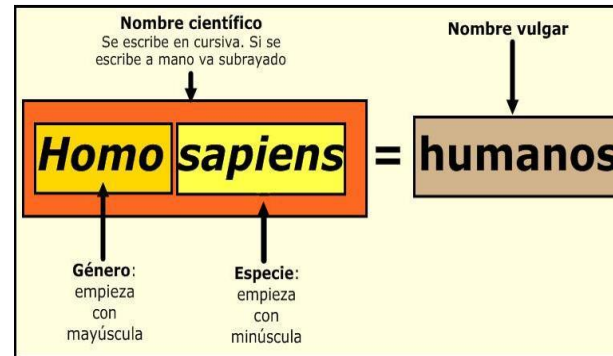 Nombre científico
Se escribe en cursiva. Si se
escribe a mano va subrayado
Nombre vulgar
Homo sapiens = humanos
Género:
empieza
con
mayúscula
Especie:
empieza
con
minúscula